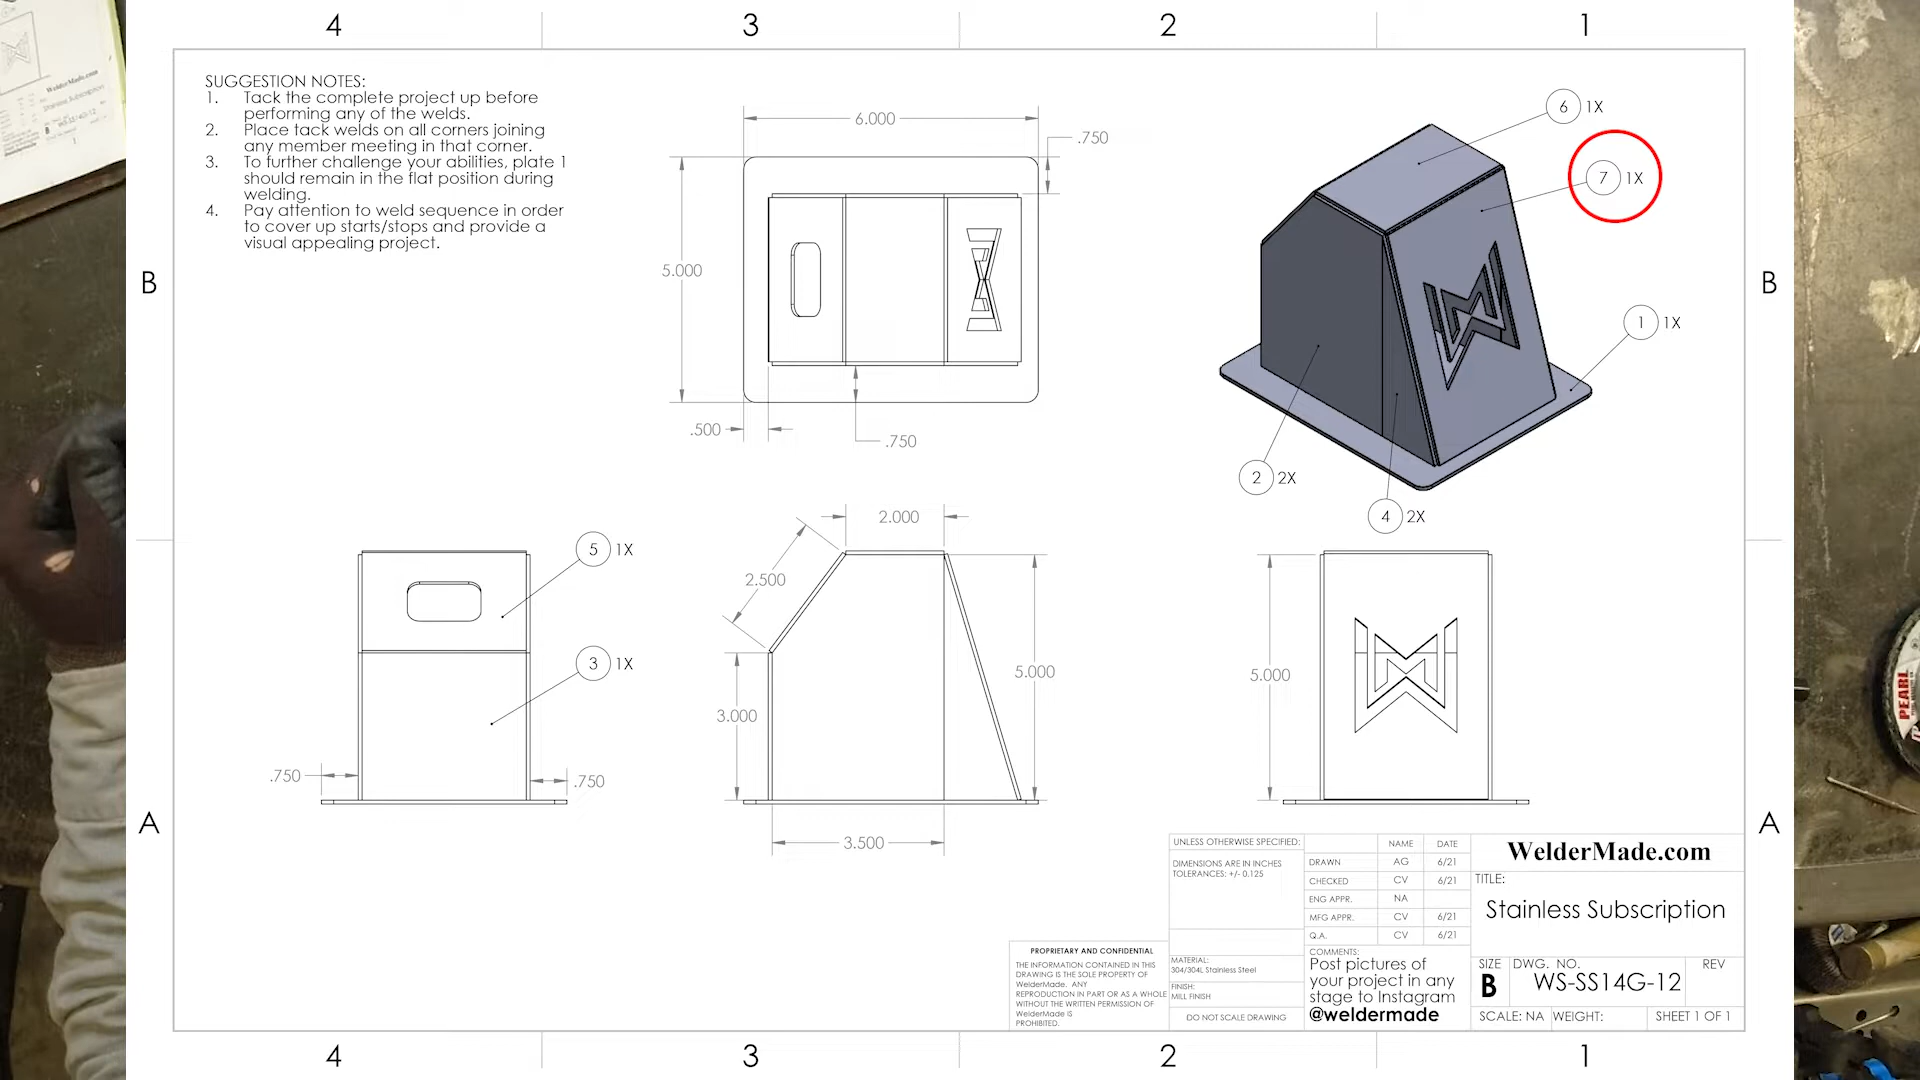 4 3 2 1
SUGGESTION NOTES:
1. Tack the complete project up before
performing any of the welds.
2. Place tack welds on all corners joining
any member meeting in that corner.
3. To further challenge your abilities, plate 1
should remain in the flat position during
welding.
4. Pay attention to weld sequence in order
to cover up starts/stops and provide a
visual appealing project.
WelderMade.com
Stainless Subscription
B WS-SS14G-12
6.000
.750
5.000
.500
.750
6 1X
7 1X
1 1X
2 2X
4 2X
B
B
5 1X
3 1X
.750
.750
2.000
2.500
3.000
5.000
3.500
5.000
A
A
PEARL
UNLESS OTHERWISE SPECIFIED:
DIMENSIONS ARE IN INCHES
TOLERANCES: +/- 0.125
MATERIAL:
304/304L Stainless Steel
FINISH:
MILL FINISH
DO NOT SCALE DRAWING
NAME DATE
DRAWN AG 6/21
CHECKED CV 6/21
ENG APPR. NA
MFG APPR. CV 6/21
Q.A. CV 6/21
COMMENTS:
Post pictures of
your project in any
stage to Instagram
@weldermade
WelderMade.com
TITLE:
Stainless Subscription
SIZE DWG. NO. REV
B WS-SS14G-12
SCALE: NA WEIGHT: SHEET 1 OF 1
PROPRIETARY AND CONFIDENTIAL
THE INFORMATION CONTAINED IN THIS
DRAWING IS THE SOLE PROPERTY OF
WelderMade. ANY
REPRODUCTION IN PART OR AS A WHOLE
WITHOUT THE WRITTEN PERMISSION OF
WelderMade IS
PROHIBITED.
4 3 2 1